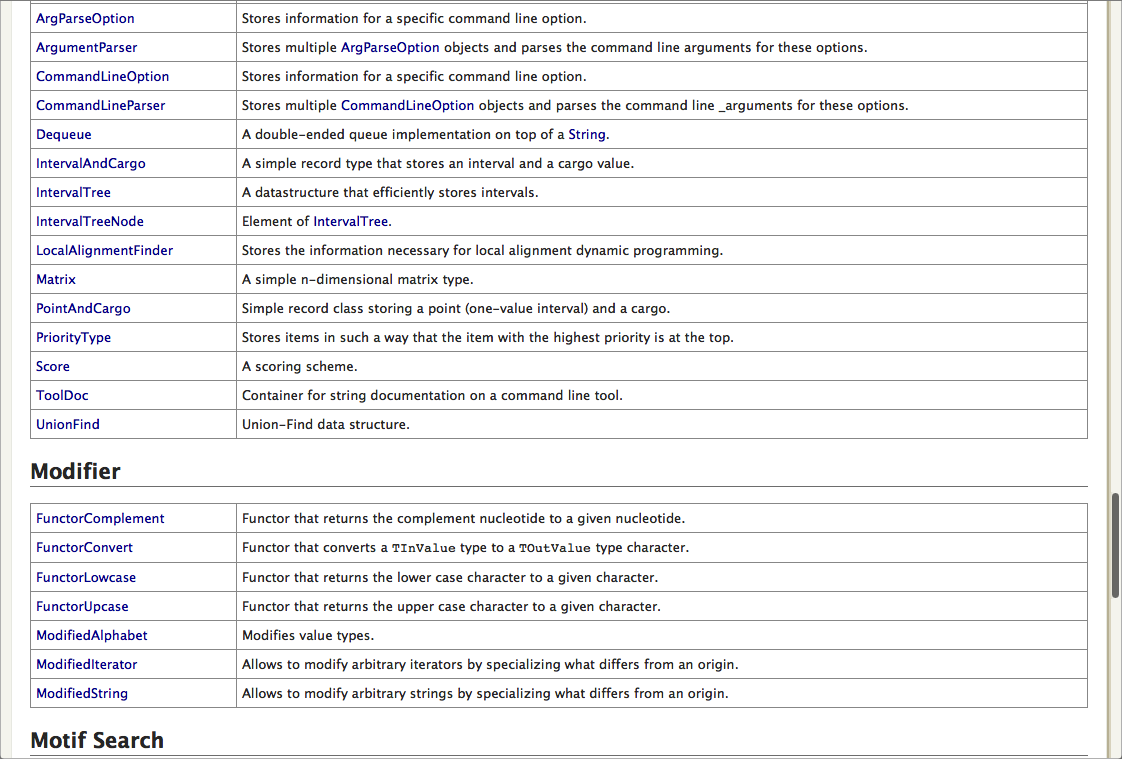 ArgParseOption Stores information for a specific command line option.
ArgumentParser Stores multiple ArgParseOption objects and parses the command line arguments for these options.
CommandLineOption Stores information for a specific command line option.
CommandLineParser Stores multiple CommandLineOption objects and parses the command line _arguments for these options.
Dequeue A double-ended queue implementation on top of a String.
IntervalAndCargo A simple record type that stores an interval and a cargo value.
IntervalTree A datastructure that efficiently stores intervals.
IntervalTreeNode Element of IntervalTree.
LocalAlignmentFinder Stores the information necessary for local alignment dynamic programming.
Matrix A simple n-dimensional matrix type.
PointAndCargo Simple record class storing a point (one-value interval) and a cargo.
PriorityType Stores items in such a way that the item with the highest priority is at the top.
Score A scoring scheme.
ToolDoc Container for string documentation on a command line tool.
UnionFind Union-Find data structure.
Modifier
FunctorComplement Functor that returns the complement nucleotide to a given nucleotide.
FunctorConvert Functor that converts a TInValue type to a TOutValue type character.
FunctorLowcase Functor that returns the lower case character to a given character.
FunctorUpcase Functor that returns the upper case character to a given character.
ModifiedAlphabet Modifies value types.
ModifiedIterator Allows to modify arbitrary iterators by specializing what differs from an origin.
ModifiedString Allows to modify arbitrary strings by specializing what differs from an origin.
Motif Search